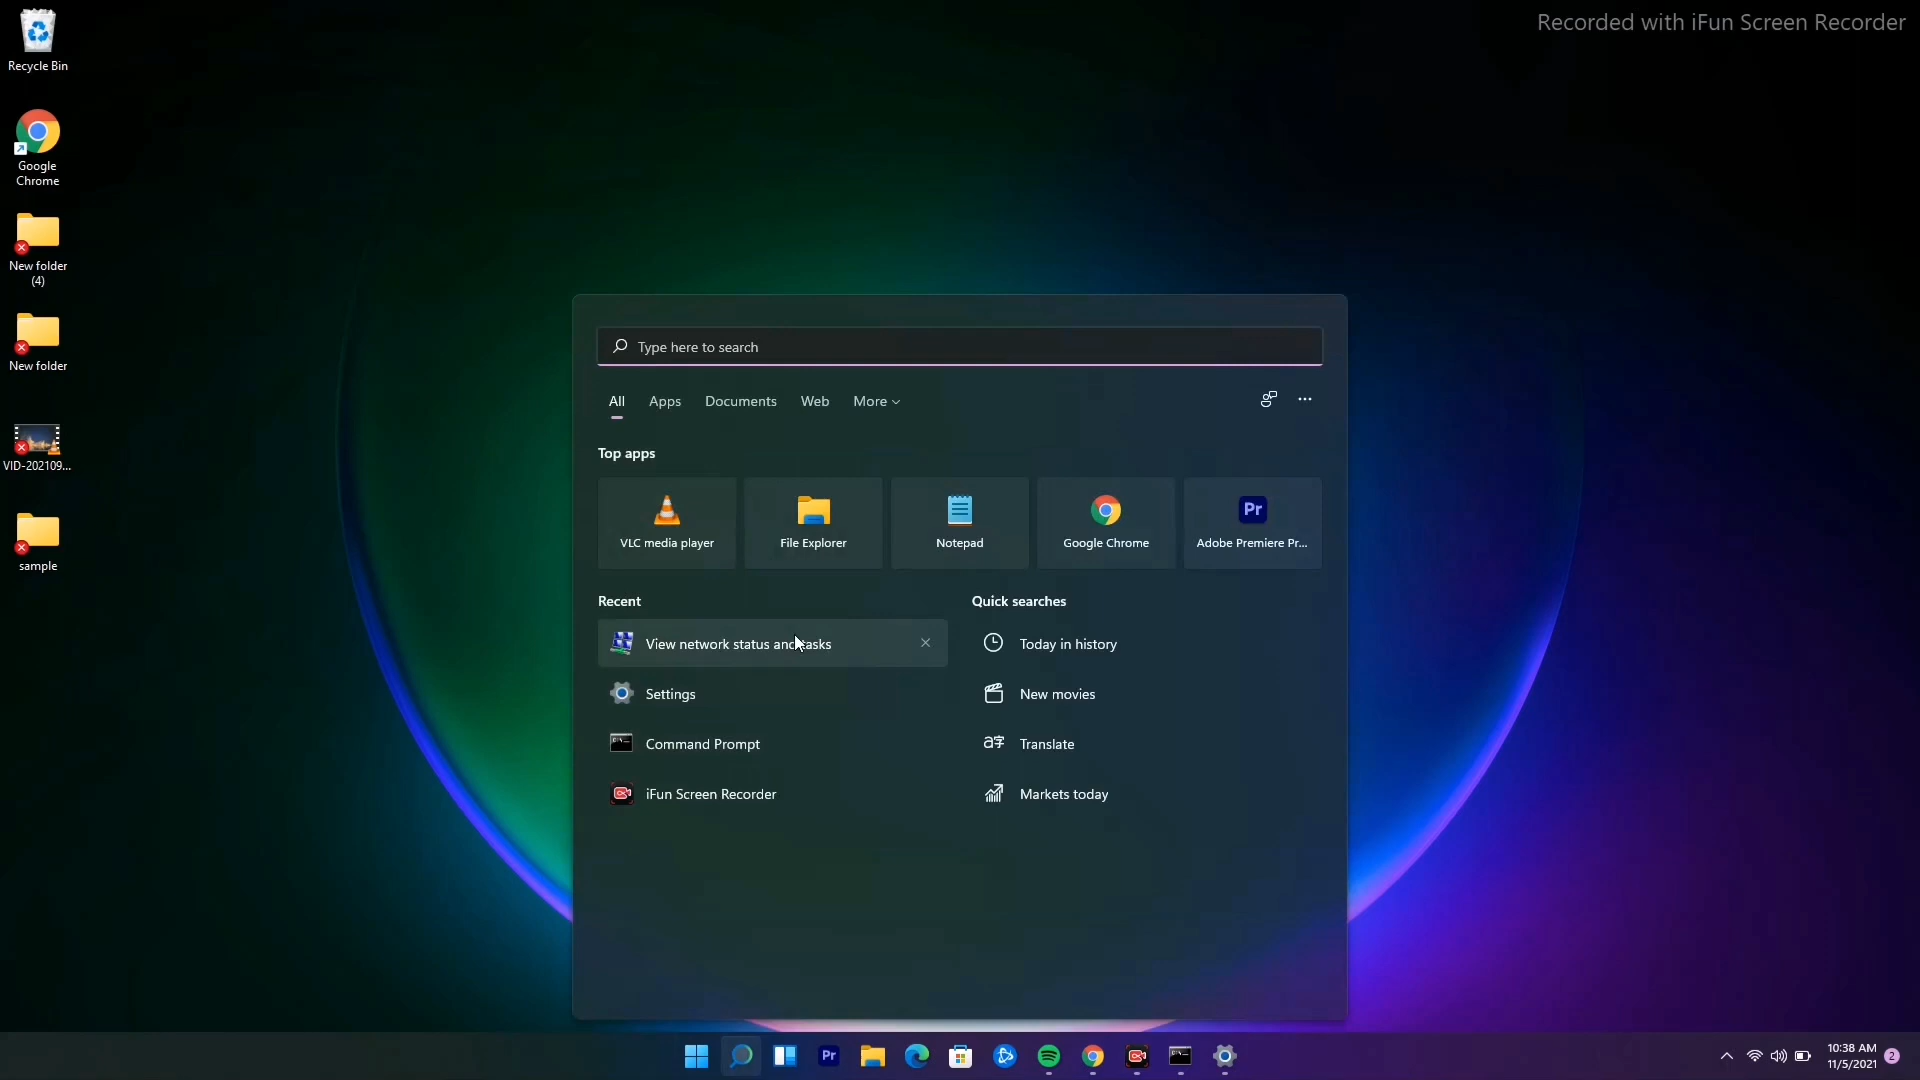 Recorded with iFun Screen Recorder
Recycle Bin
Google
Chrome
New folder
(4)
New folder
VID-202109...
sample
Type here to search
All Apps Documents Web More
Top apps
VLC media player File Explorer Notepad Google Chrome Adobe Premiere Pr...
Pr
Recent Quick searches
View network status and tasks Today in history
Settings New movies
Command Prompt Translate
iFun Screen Recorder Markets today
Pr
10:38 AM
11/5/2021
2